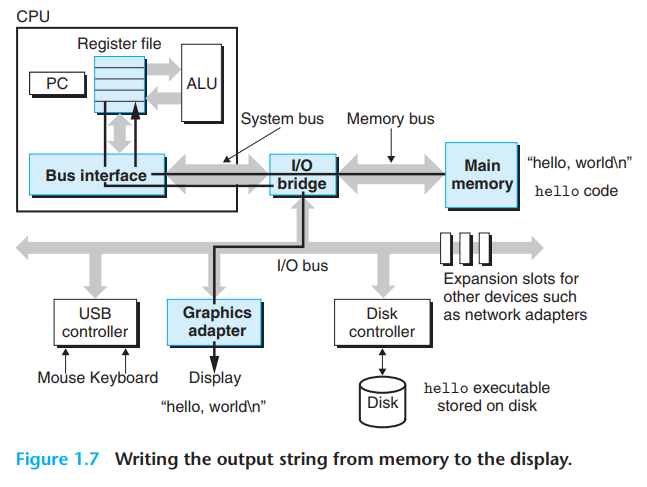 CPU
Register file
PC
ALU
System bus
Memory bus
Bus interface
I/O
bridge
Main
memory
"hello, world\n"
hello code
I/O bus
Expansion slots for
other devices such
as network adapters
USB
controller
Graphics
adapter
Disk
controller
Mouse Keyboard
Display
"hello, world\n"
Disk
hello executable
stored on disk
Figure 1.7 Writing the output string from memory to the display.